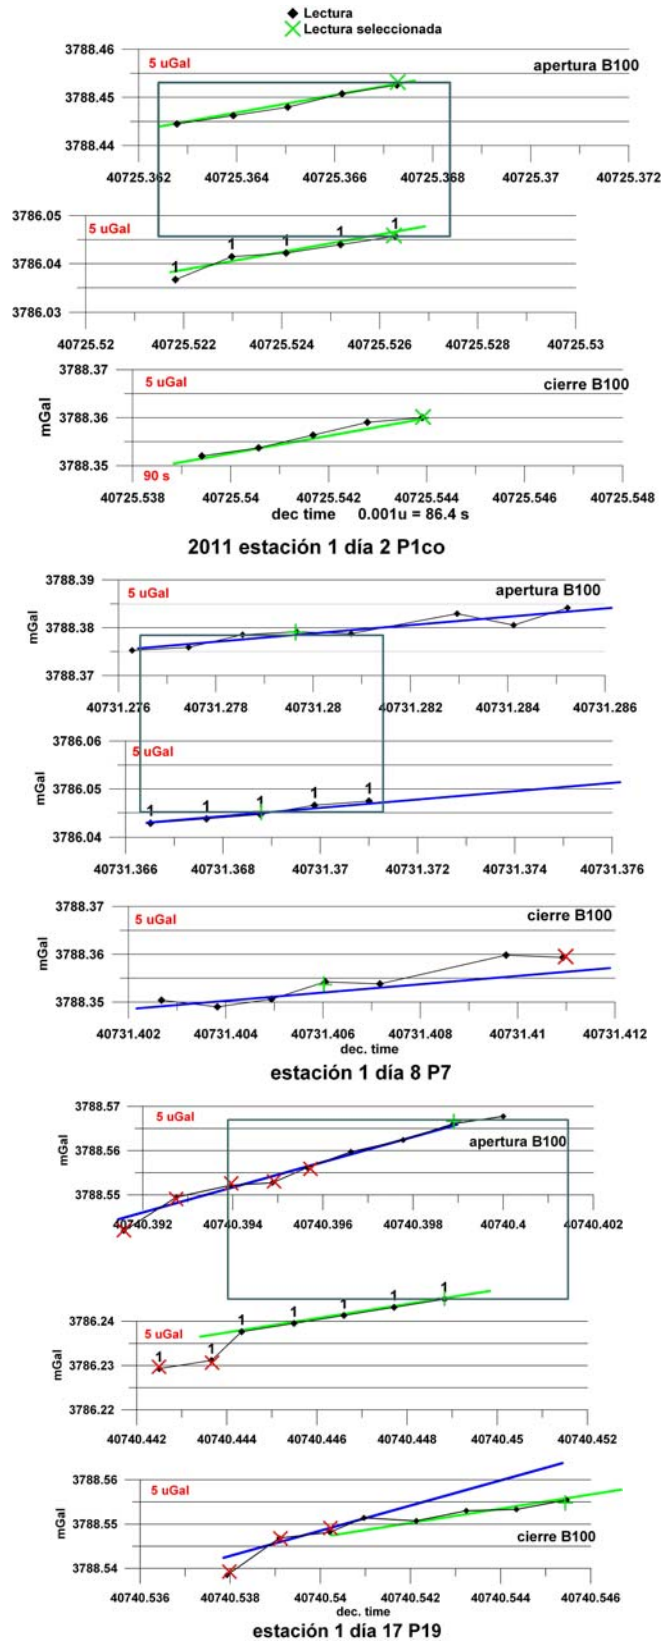 Lectura
Lectura seleccionada
3788.46
5 uGal
apertura B100
3788.45
3788.44
40725.362
40725.364
40725.366
40725.368
40725.37
40725.372
3786.05
5 uGal
1 1 1 1 1
3786.04
3786.03
40725.52
40725.522
40725.524
40725.526
40725.528
40725.53
3788.37
5 uGal
cierre B100
mGal
3788.36
3788.35
90 s
40725.538
40725.54
40725.542
40725.544
40725.546
40725.548
dec time 0.001u = 86.4 s
2011 estación 1 día 2 P1co
3788.39
5 uGal
apertura B100
mGal
3788.38
3788.37
40731.276
40731.278
40731.28
40731.282
40731.284
40731.286
3786.06
5 uGal
mGal
3786.05
1 1 1 1 1
3786.04
40731.366
40731.368
40731.37
40731.372
40731.374
40731.376
3788.37
5 uGal
cierre B100
mGal
3788.36
3788.35
40731.402
40731.404
40731.406
40731.408
40731.41
40731.412
dec. time
estación 1 día 8 P7
3788.57
5 uGal
apertura B100
mGal
3788.56
3788.55
40740.392
40740.394
40740.396
40740.398
40740.4
40740.402
3786.24
5 uGal
1 1 1 1 1 1 1
mGal
3786.23
3786.22
40740.442
40740.444
40740.446
40740.448
40740.45
40740.452
3788.56
5 uGal
mGal
3788.55
cierre B100
3788.54
40740.536
40740.538
40740.54
40740.542
40740.544
40740.546
dec. time
estación 1 día 17 P19